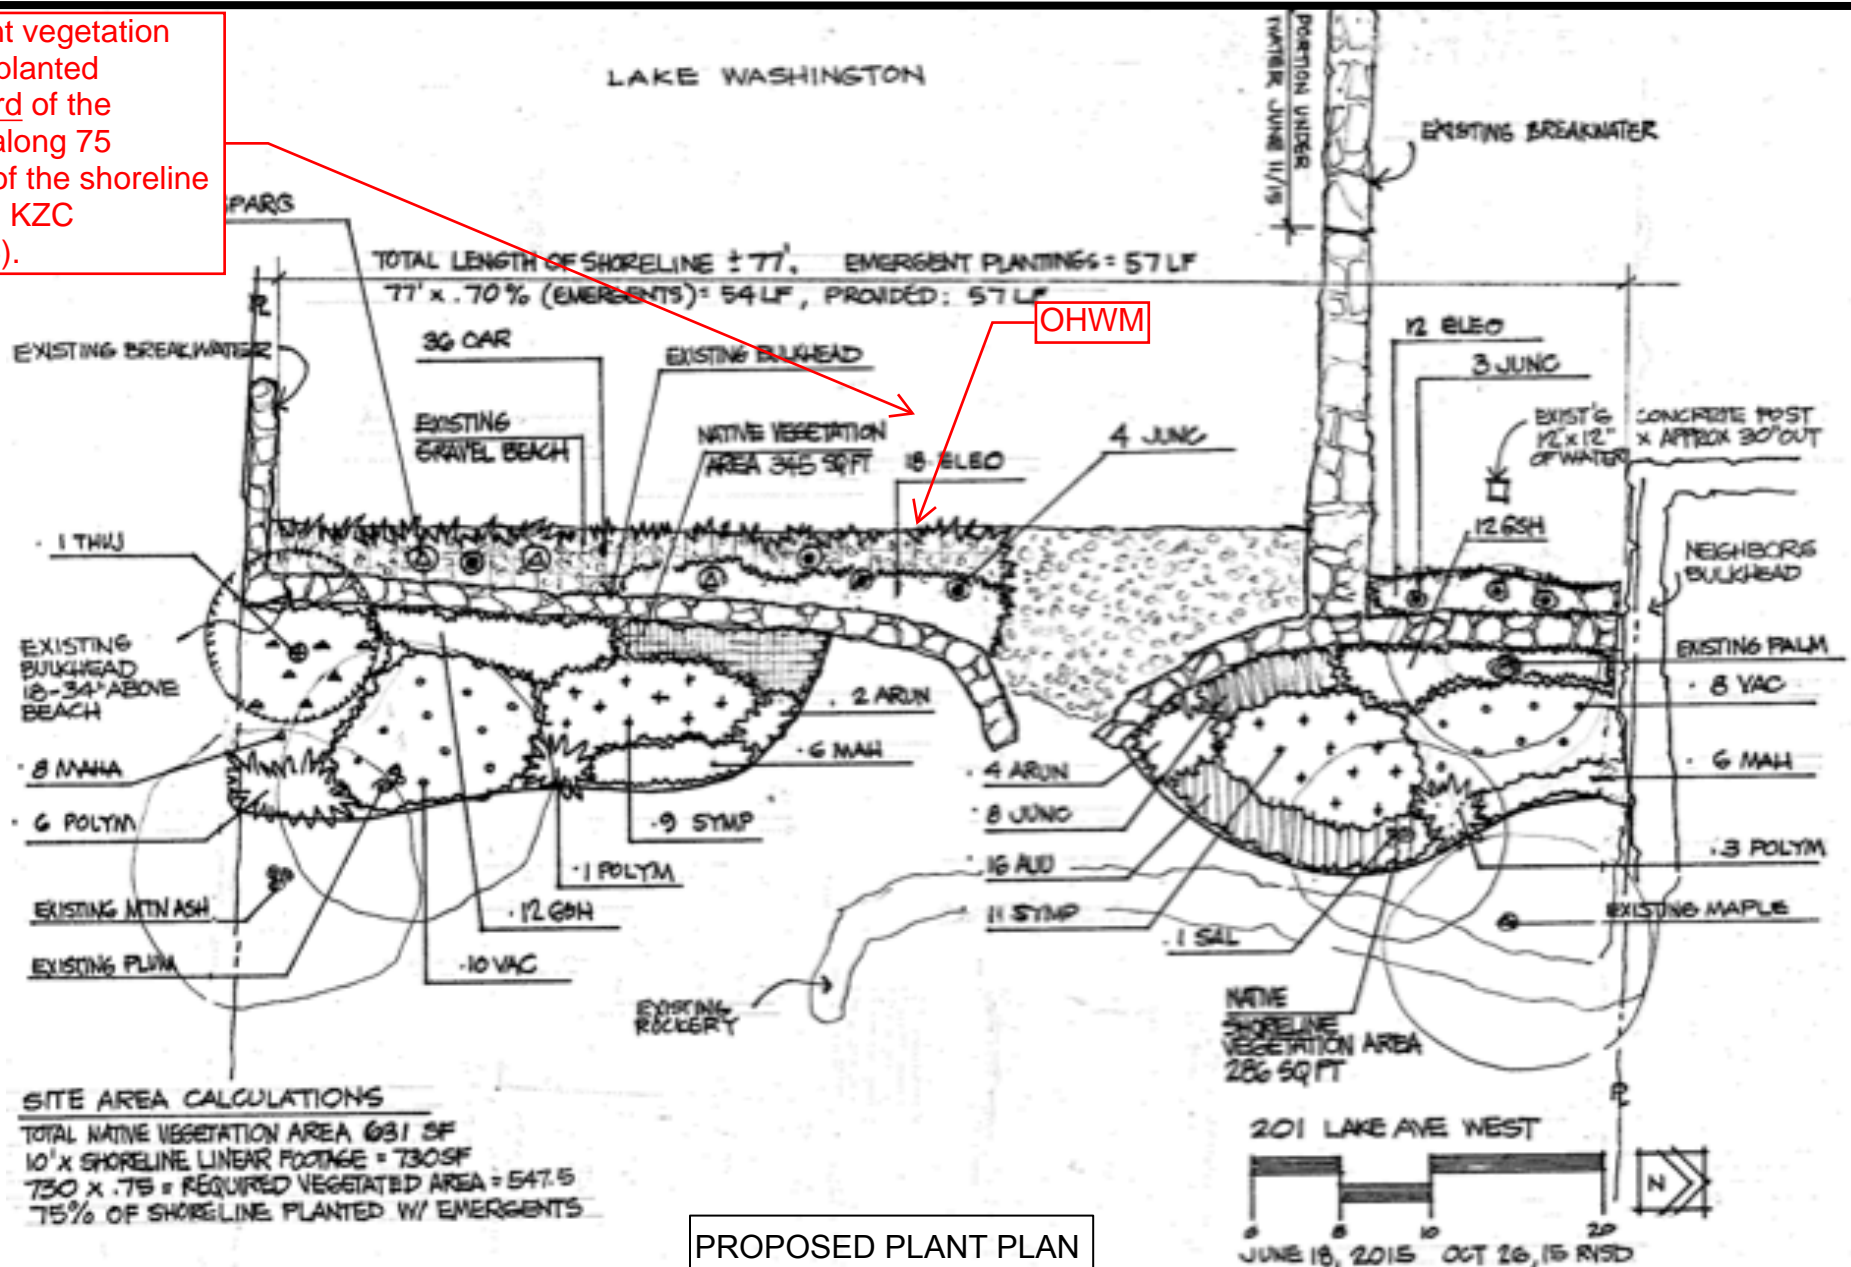 nt vegetation
planted
rd of the
along 75
of the shoreline
KZC
).
LAKE WASHINGTON
PORTION UNDER
WATER JUNE 11/15
EXISTING BREAKWATER
SPARG
TOTAL LENGTH OF SHORELINE ± 77'. EMERGENT PLANTINGS = 57 LF
77' x .70% (EMERGENTS) = 54 LF, PROVIDED: 57 LF
OHWM
EXISTING BREAKWATER
36 CAR
EXISTING BULKHEAD
EXISTING
GRAVEL BEACH
NATIVE VEGETATION
AREA 345 SQ FT
18 ELEO
4 JUNC
12 ELEO
3 JUNC
EXIST'G CONCRETE POST
12"x12" x APPROX 30" OUT
OF WATER
12 GSH
NEIGHBORS
BULKHEAD
1 THUJ
EXISTING
BULKHEAD
18-34" ABOVE
BEACH
EXISTING PALM
8 VAC
2 ARUN
6 MAH
8 MAHA
6 POLYM
9 SYMP
1 POLYM
12 GSH
10 VAC
EXISTING MTN ASH
EXISTING PLUM
4 ARUN
8 JUNC
16 AUU
11 SYMP
1 SAL
6 MAH
3 POLYM
EXISTING MAPLE
EXISTING
ROCKERY
NATIVE
SHORELINE
VEGETATION AREA
286 SQ FT
SITE AREA CALCULATIONS
TOTAL NATIVE VEGETATION AREA 631 SF
10' x SHORELINE LINEAR FOOTAGE = 730 SF
730 x .75 = REQUIRED VEGETATED AREA = 547.5
75% OF SHORELINE PLANTED W/ EMERGENTS
201 LAKE AVE WEST
N
0 10 20
JUNE 18, 2015 OCT 26, 15 RVSD
PROPOSED PLANT PLAN